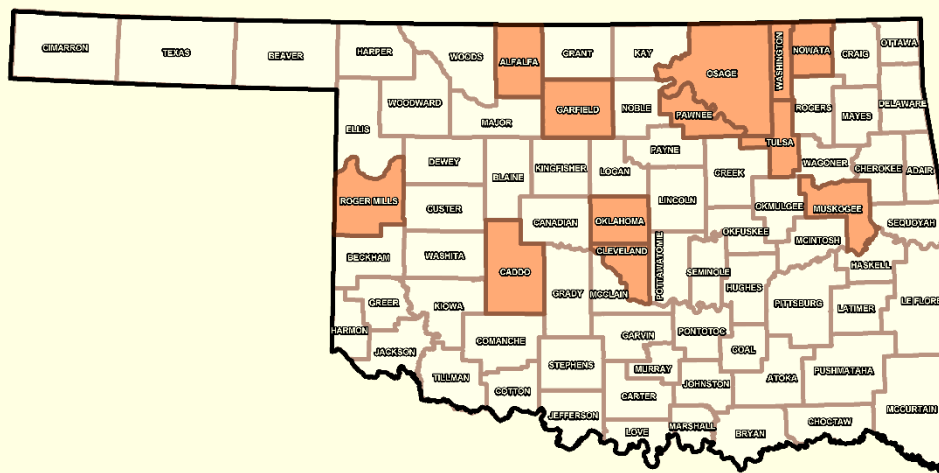 CIMARRON
TEXAS
BEAVER
HARPER
WOODS
ALFALFA
GRANT
KAY
OSAGE
WASHINGTON
NOWATA
CRAIG
OTTAWA
WOODWARD
MAJOR
GARFIELD
NOBLE
PAWNEE
ROGERS
MAYES
DELAWARE
ELLIS
DEWEY
BLAINE
KINGFISHER
LOGAN
PAYNE
CREEK
TULSA
WAGONER
CHEROKEE
ADAIR
ROGER MILLS
CUSTER
CANADIAN
OKLAHOMA
LINCOLN
OKFUSKEE
OKMULGEE
MUSKOGEE
SEQUOYAH
BECKHAM
WASHITA
CADDO
GRADY
CLEVELAND
MCCLAIN
POTTAWATOMIE
SEMINOLE
HUGHES
MCINTOSH
HASKELL
GREER
KIOWA
PITTSBURG
LATIMER
LE FLORE
HARMON
JACKSON
COMANCHE
STEPHENS
GARVIN
PONTOTOC
COAL
TILLMAN
COTTON
MURRAY
CARTER
JOHNSTON
ATOKA
PUSHMATAHA
MCCURTAIN
JEFFERSON
LOVE
MARSHALL
BRYAN
CHOCTAW